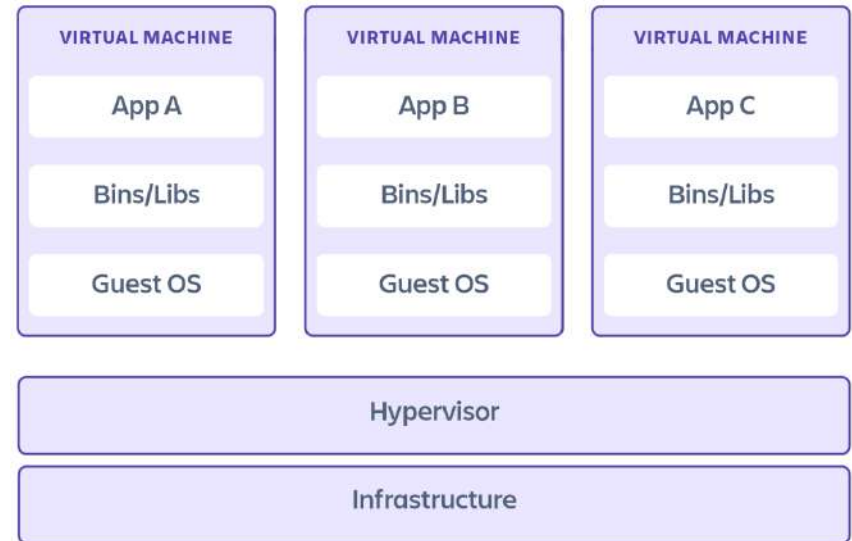 VIRTUAL MACHINE
App A
Bins/Libs
Guest OS
VIRTUAL MACHINE
App B
Bins/Libs
Guest OS
VIRTUAL MACHINE
App C
Bins/Libs
Guest OS
Hypervisor
Infrastructure